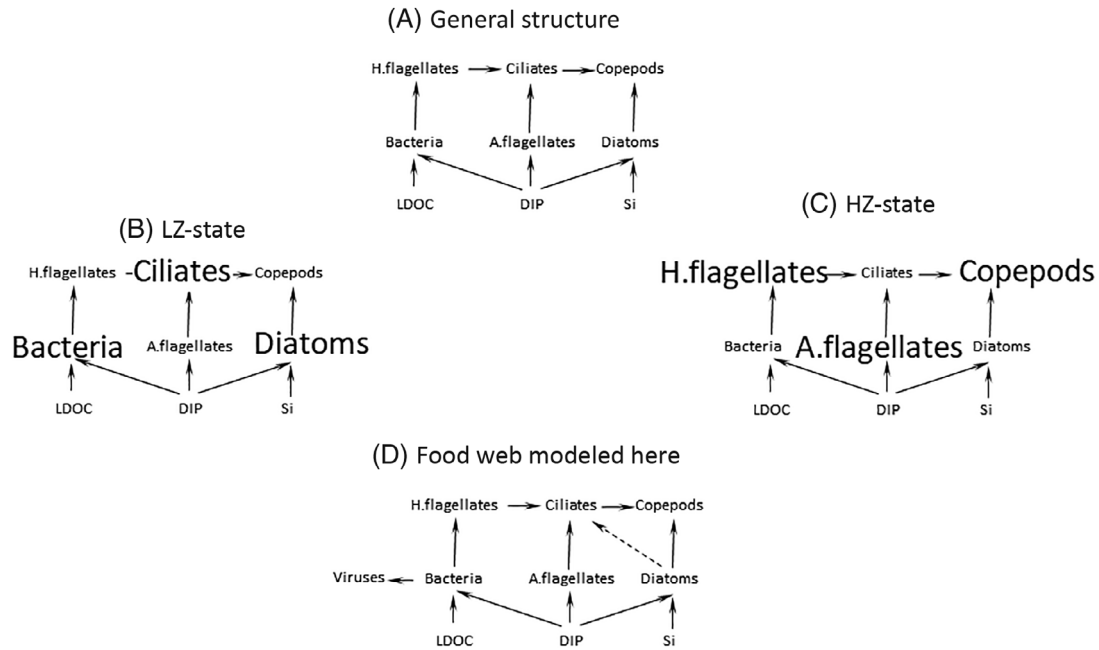 (A) General structure
H.flagellates Ciliates Copepods
Bacteria A.flagellates Diatoms
LDOC DIP Si
(B) LZ-state
H.flagellates -Ciliates Copepods
Bacteria A.flagellates Diatoms
LDOC DIP Si
(C) HZ-state
H.flagellates Ciliates Copepods
Bacteria A.flagellates Diatoms
LDOC DIP Si
(D) Food web modeled here
H.flagellates Ciliates Copepods
Viruses Bacteria A.flagellates Diatoms
LDOC DIP Si